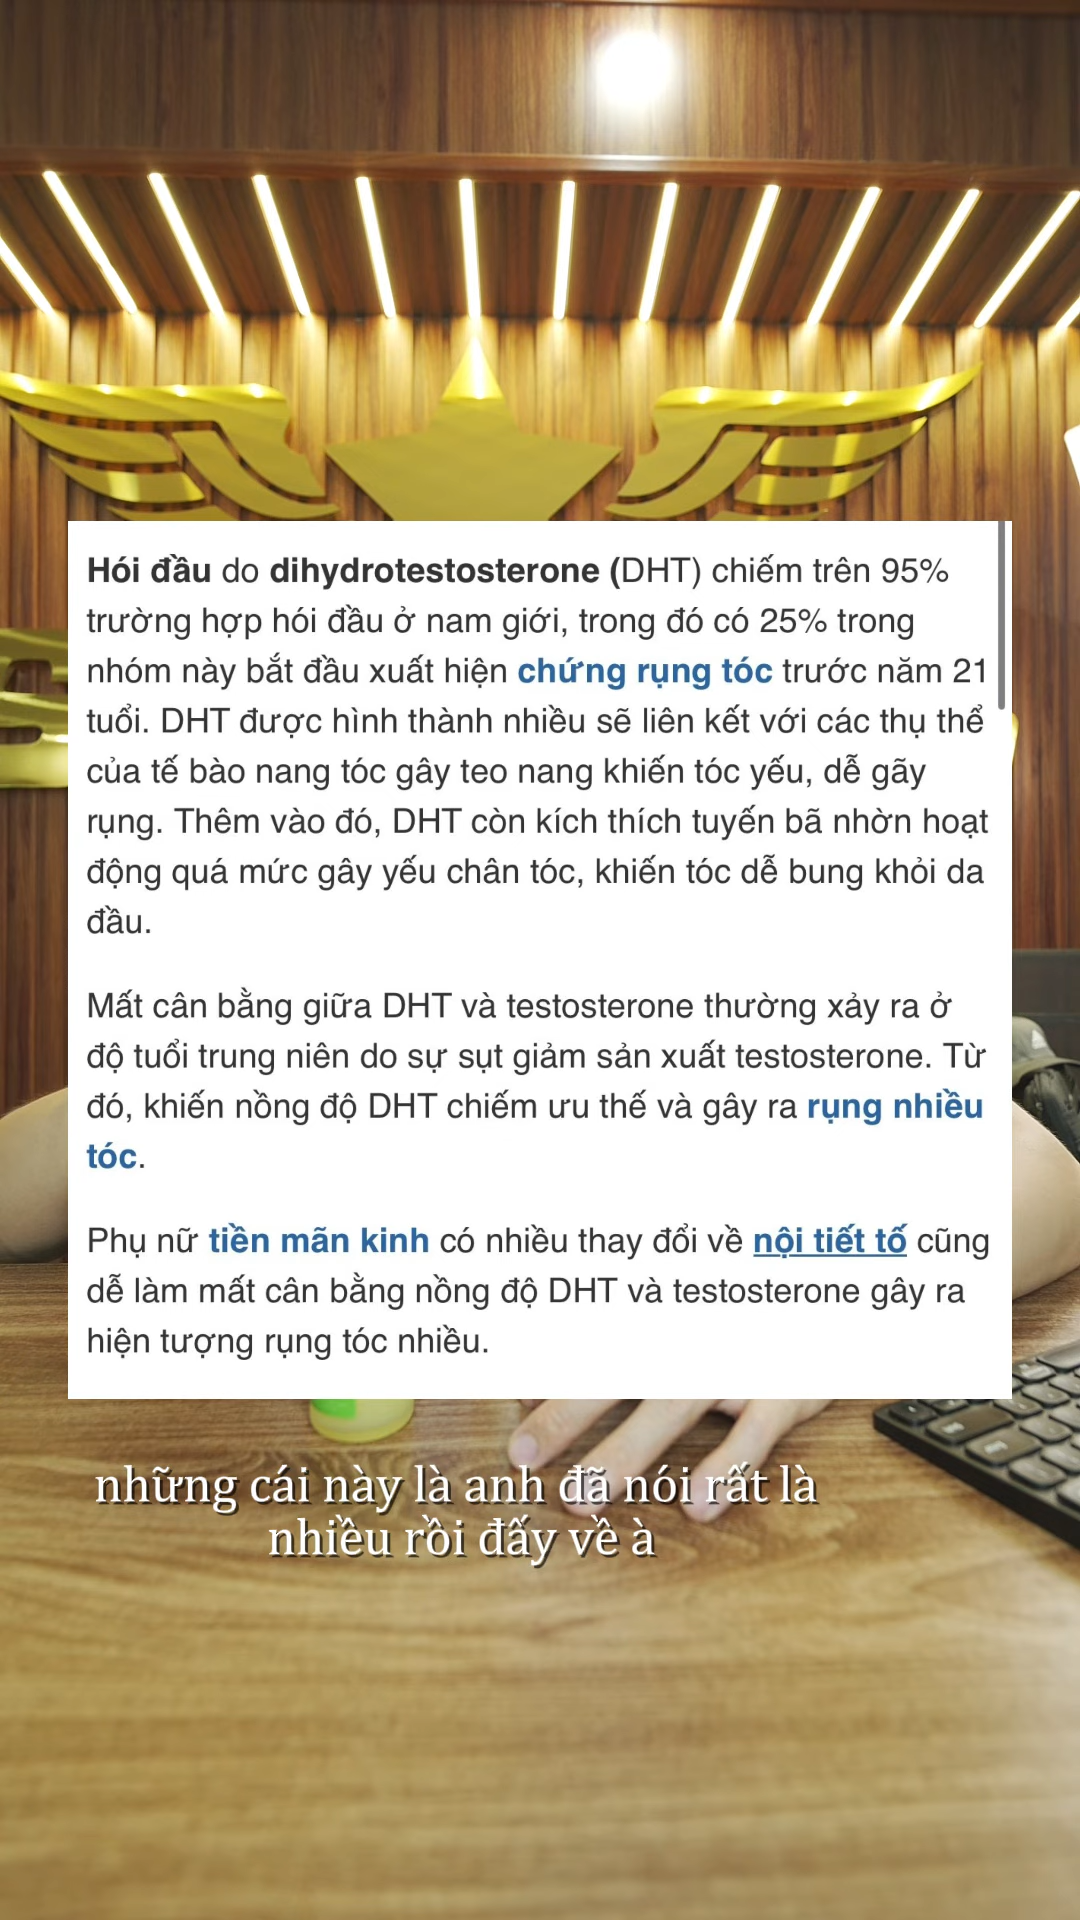 Hói đầu do dihydrotestosterone (DHT) chiếm trên 95%
trường hợp hói đầu ở nam giới, trong đó có 25% trong
nhóm này bắt đầu xuất hiện chứng rụng tóc trước năm 21
tuổi. DHT được hình thành nhiều sẽ liên kết với các thụ thể
của tế bào nang tóc gây teo nang khiến tóc yếu, dễ gãy
rụng. Thêm vào đó, DHT còn kích thích tuyến bã nhờn hoạt
động quá mức gây yếu chân tóc, khiến tóc dễ bung khỏi da
đầu.
Mất cân bằng giữa DHT và testosterone thường xảy ra ở
độ tuổi trung niên do sự sụt giảm sản xuất testosterone. Từ
đó, khiến nồng độ DHT chiếm ưu thế và gây ra rụng nhiều
tóc.
Phụ nữ tiền mãn kinh có nhiều thay đổi về nội tiết tố cũng
dễ làm mất cân bằng nồng độ DHT và testosterone gây ra
hiện tượng rụng tóc nhiều.
những cái này là anh đã nói rất là
nhiều rồi đấy về à